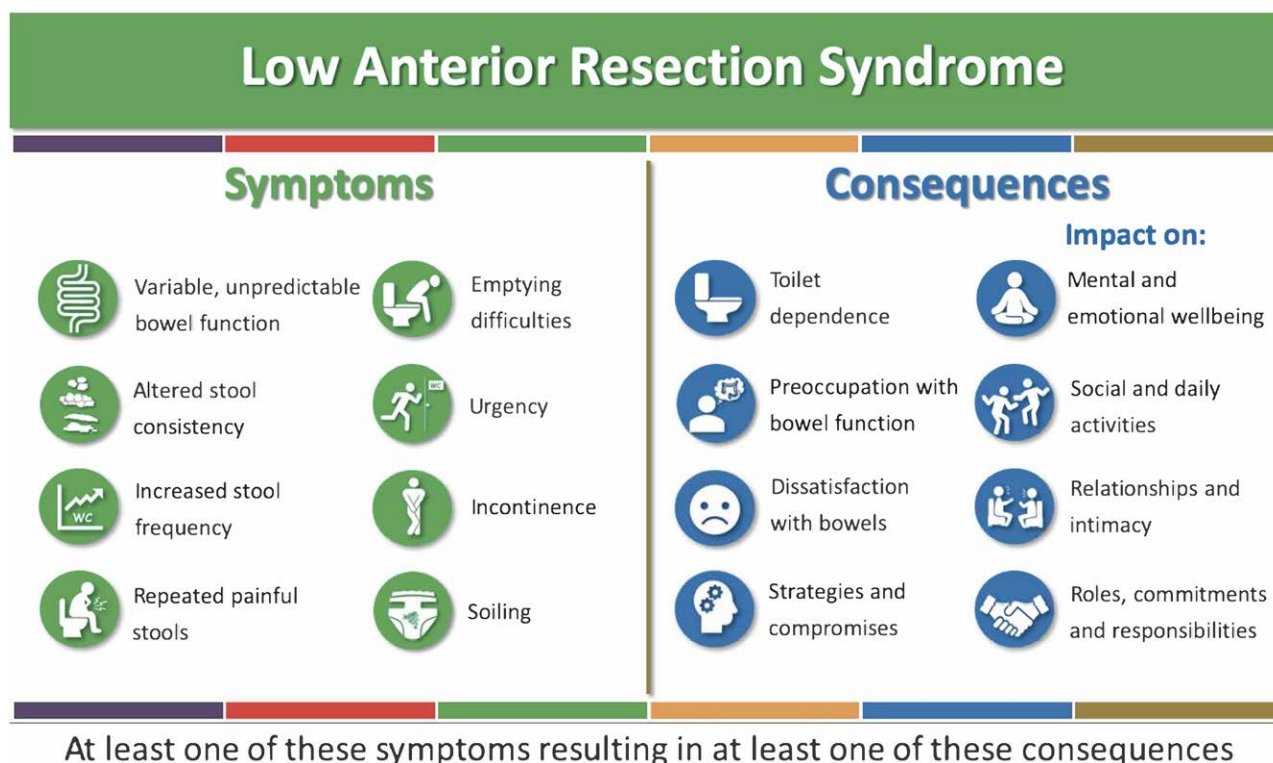 Low Anterior Resection Syndrome
Symptoms
Variable, unpredictable
bowel function
Altered stool
consistency
WC
Increased stool
frequency
Repeated painful
stools
Emptying
difficulties
WC
Urgency
Incontinence
Soiling
Consequences
Toilet
dependence
Preoccupation with
bowel function
Dissatisfaction
with bowels
Strategies and
compromises
Impact on:
Mental and
emotional wellbeing
Social and daily
activities
Relationships and
intimacy
Roles, commitments
and responsibilities
At least one of these symptoms resulting in at least one of these consequences